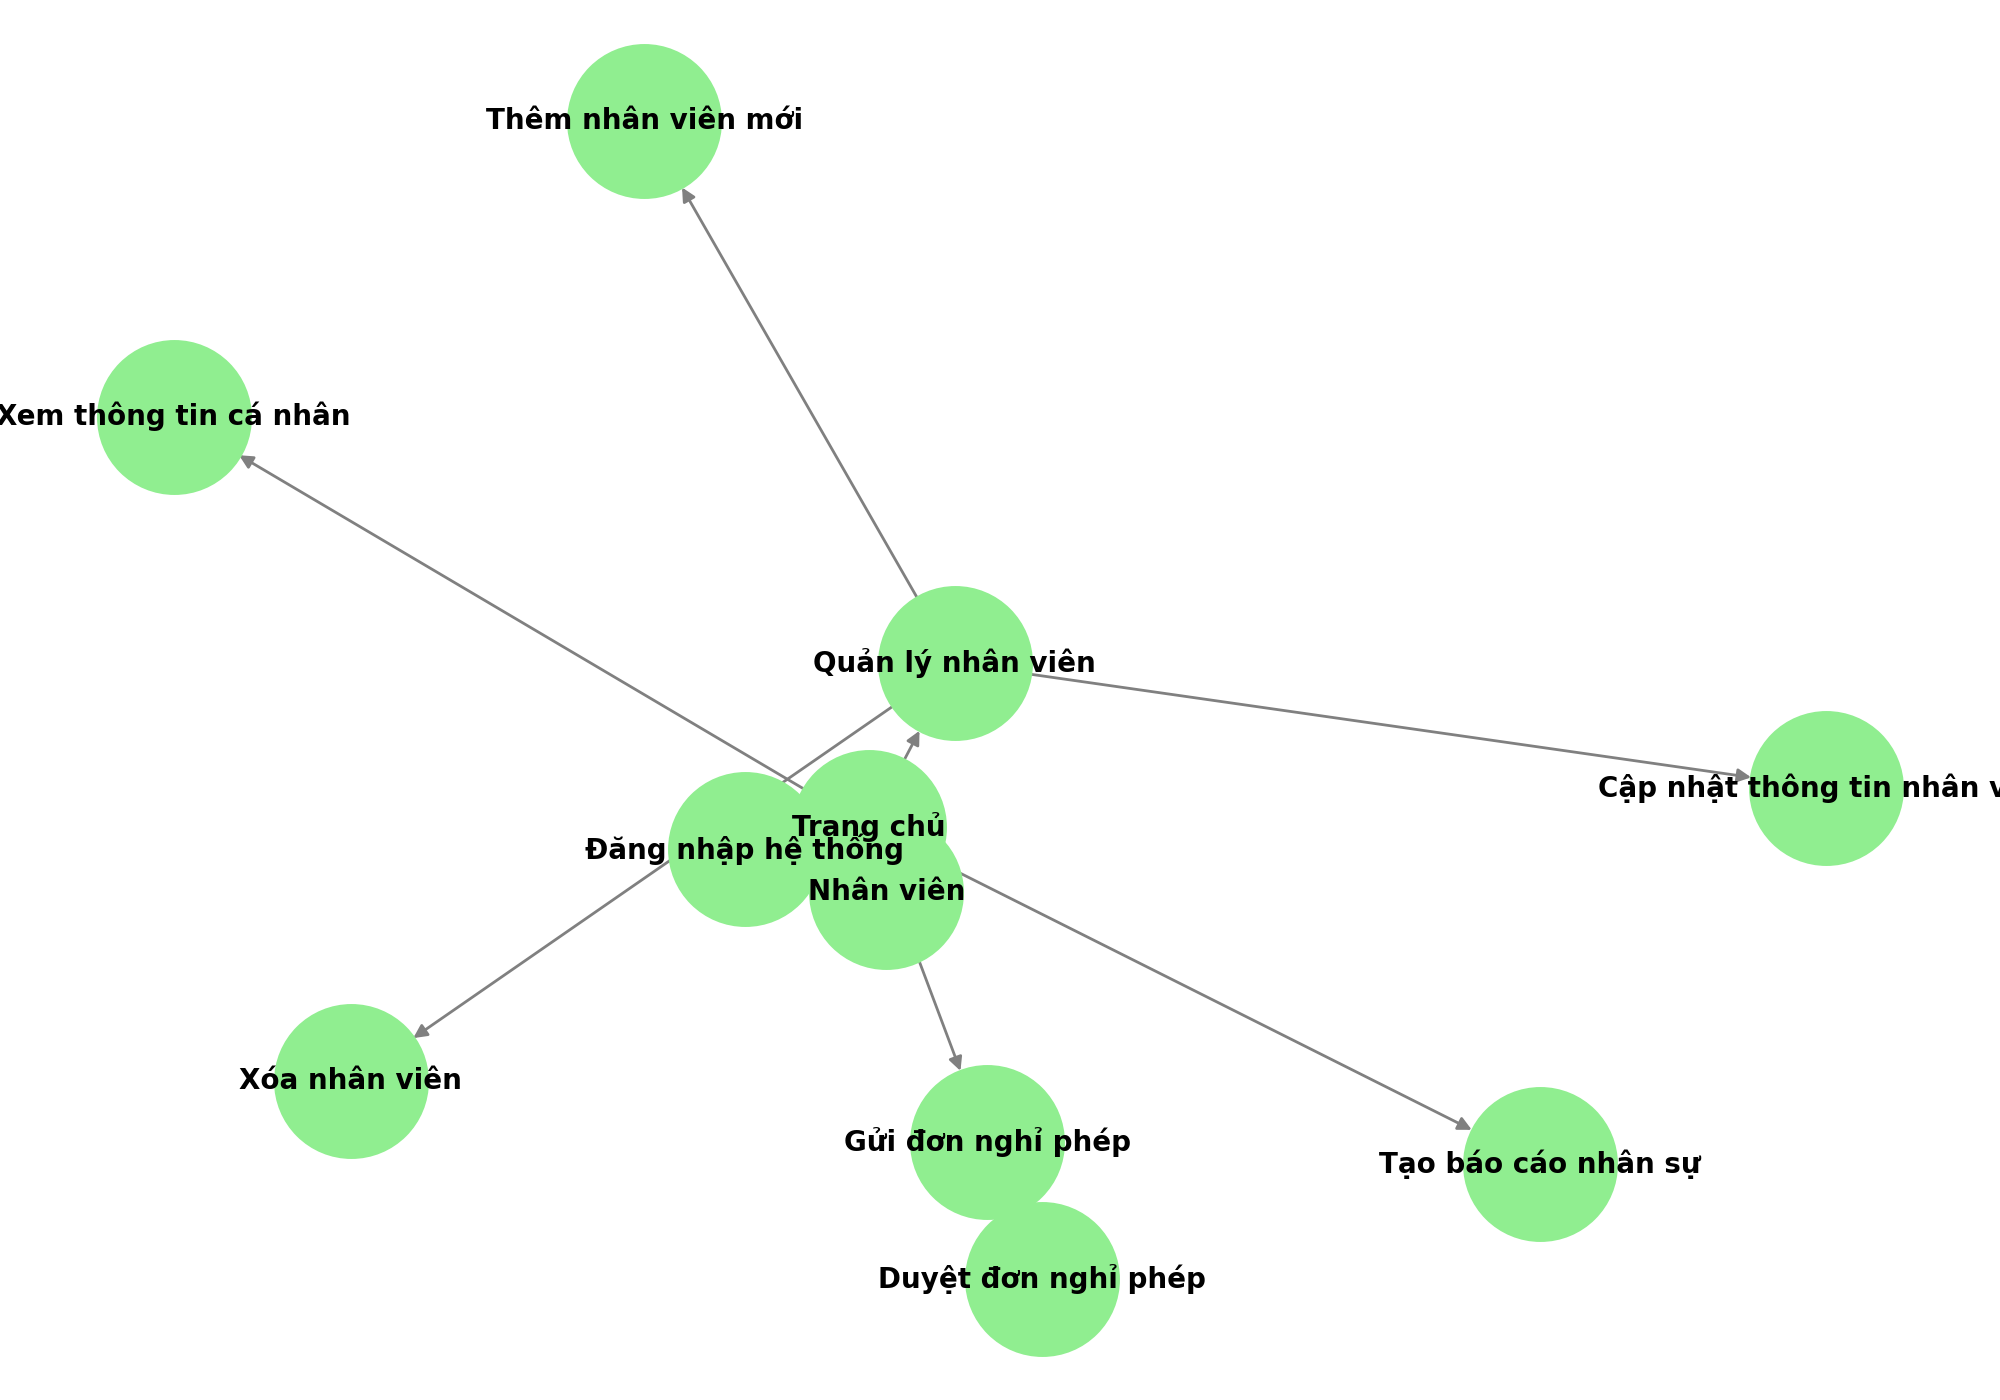 Thêm nhân viên mới
Xem thông tin cá nhân
Quản lý nhân viên
Cập nhật thông tin nhân v
Trang chủ
Đăng nhập hệ thống
Nhân viên
Xóa nhân viên
Gửi đơn nghỉ phép
Tạo báo cáo nhân sự
Duyệt đơn nghỉ phép